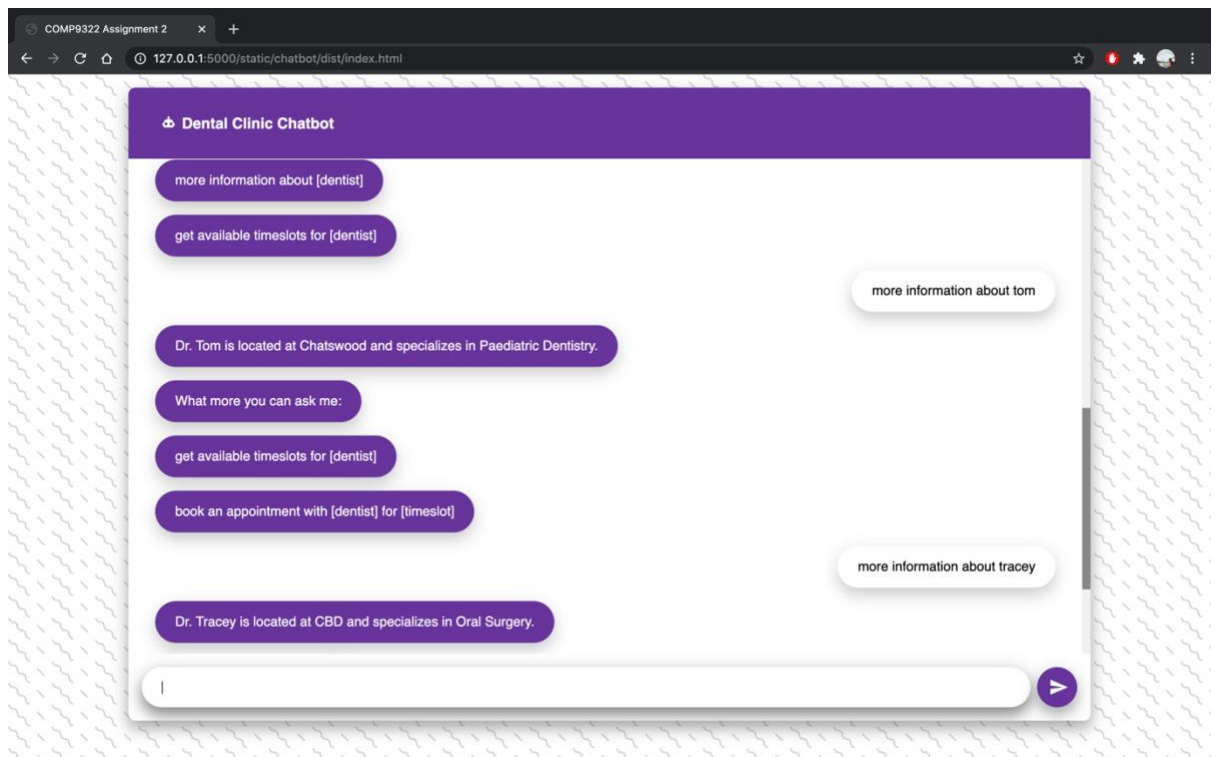 COMP9322 Assignment 2
127.0.0.1:5000/static/chatbot/dist/index.html
Dental Clinic Chatbot
more information about [dentist]
get available timeslots for [dentist]
more information about tom
Dr. Tom is located at Chatswood and specializes in Paediatric Dentistry.
What more you can ask me:
get available timeslots for [dentist]
book an appointment with [dentist] for [timeslot]
more information about tracey
Dr. Tracey is located at CBD and specializes in Oral Surgery.